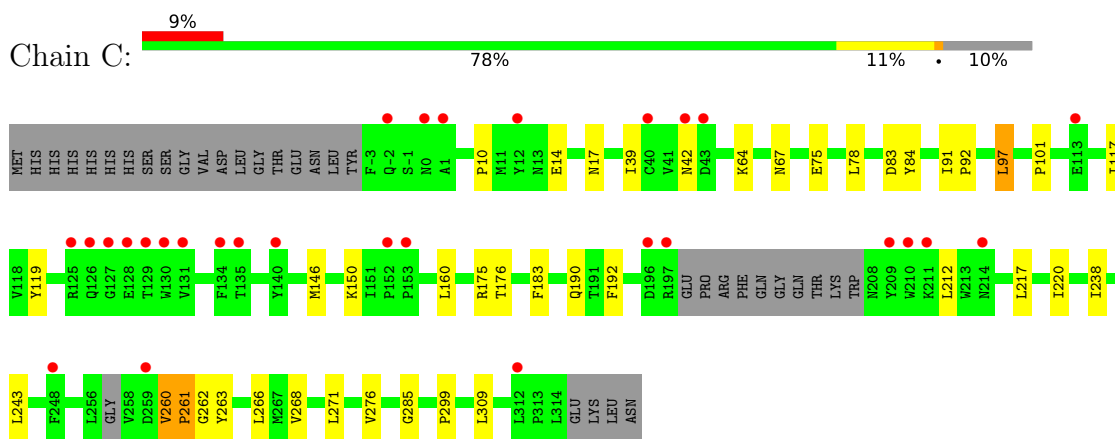 9%
Chain C:
78% 11% • 10%
MET HIS HIS HIS HIS HIS HIS SER SER GLY VAL ASP LEU GLY THR GLU ASN LEU TYR F-3 Q-2 S-1 N0 A1 P10 M11 Y12 N13 E14 N17 I39 C40 V41 N42 D43 K64 N67 E75 L78 D83 Y84 I91 P92 L97 P101 E113 I117
V118 Y119 R125 Q126 G127 E128 T129 W130 V131 F134 T135 Y140 M146 K150 I151 P152 P153 L160 R175 T176 F183 Q190 T191 F192 D196 R197 GLU PRO ARG PHE GLN GLY GLN THR LYS TRP N208 Y209 W210 K211 L212 W213 N214 L217 I220 I238
L243 F248 L256 GLY V258 D259 V260 P261 G262 Y263 L266 M267 V268 L271 V276 G285 P299 L309 L312 P313 L314 GLU LYS LEU ASN